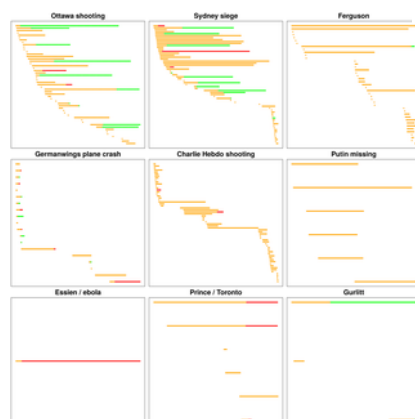 Ottawa shooting
Sydney siege
Ferguson
Germanwings plane crash
Charlie Hebdo shooting
Putin missing
Essien / ebola
Prince / Toronto
Gurlitt